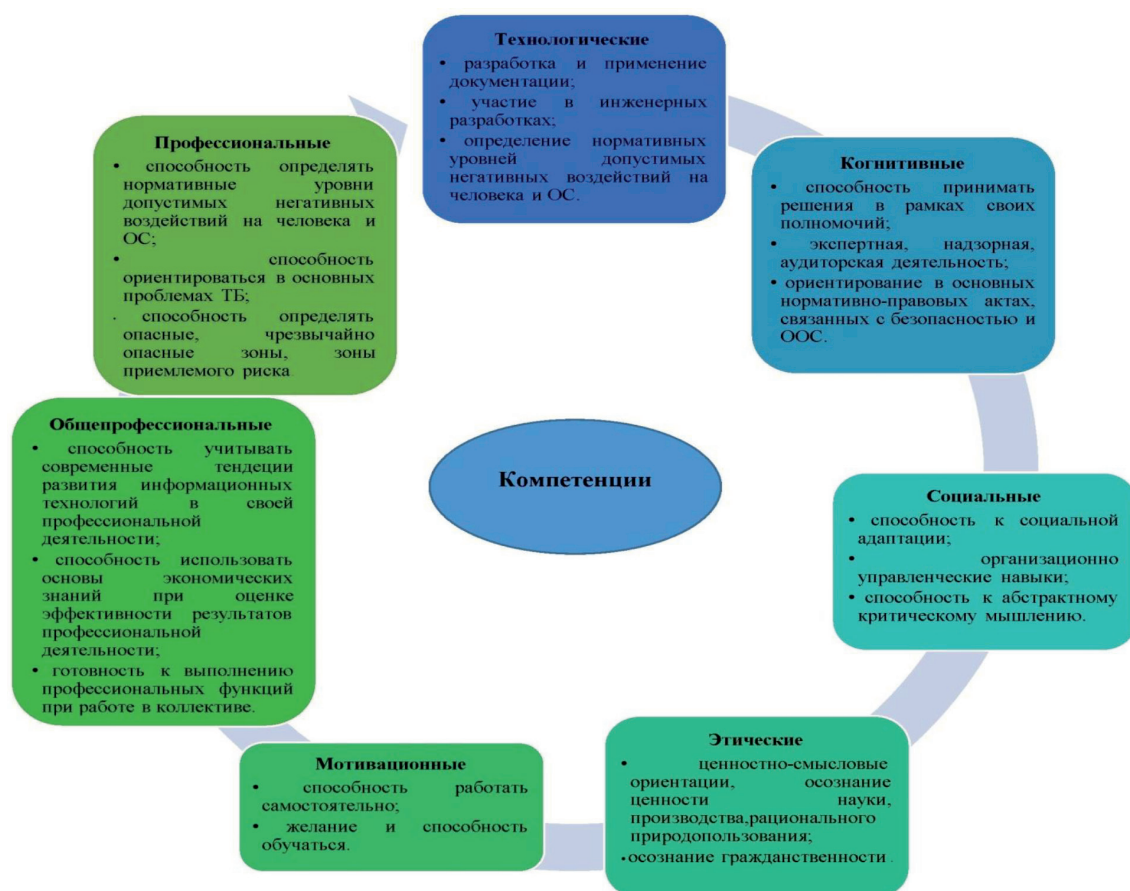 Технологические
• разработка и применение
документации;
• участие в инженерных
разработках;
• определение нормативных
уровней допустимых
негативных воздействий на
человека и ОС.
Когнитивные
• способность принимать
решения в рамках своих
полномочий;
• экспертная, надзорная,
аудиторская деятельность;
• ориентирование в основных
нормативно-правовых актах,
связанных с безопасностью и
ООС.
Социальные
• способность к социальной
адаптации;
• организационно
управленческие навыки;
• способность к абстрактному
критическому мышлению.
Этические
• ценностно-смысловые
ориентации, осознание
ценности науки,
производства,рационального
природопользования;
•осознание гражданственности .
Мотивационные
• способность работать
самостоятельно;
• желание и способность
обучаться.
Общепрофессиональные
• способность учитывать
современные тендеции
развития информационных
технологий в своей
профессиональной
деятельности;
• способность использовать
основы экономических
знаний при оценке
эффективности результатов
профессиональной
деятельности;
• готовность к выполнению
профессиональных функций
при работе в коллективе.
Профессиональные
• способность определять
нормативные уровни
допустимых негативных
воздействий на человека и
ОС;
• способность
ориентироваться в основных
проблемах ТБ;
. способность определять
опасные, чрезвычайно
опасные зоны, зоны
приемлемого риска
Компетенции